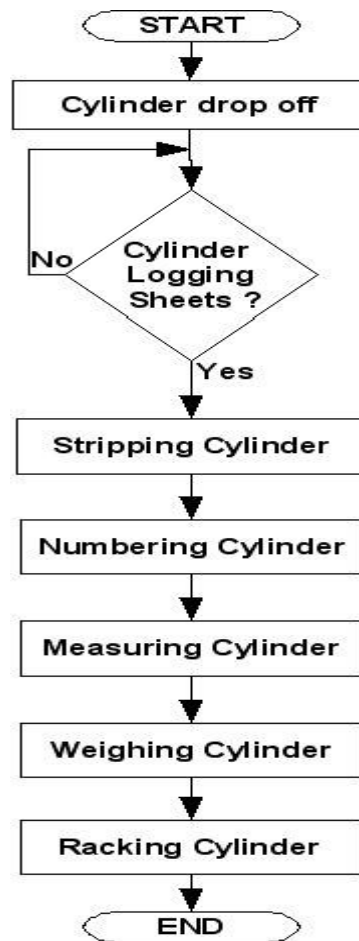 START
Cylinder drop off
Cylinder
Logging
Sheets ?
No
Yes
Stripping Cylinder
Numbering Cylinder
Measuring Cylinder
Weighing Cylinder
Racking Cylinder
END